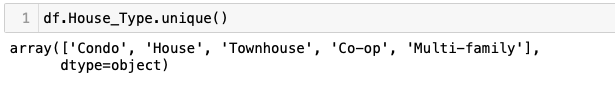 1 df.House_Type.unique()
array(['Condo', 'House', 'Townhouse', 'Co-op', 'Multi-family'],
dtype=object)